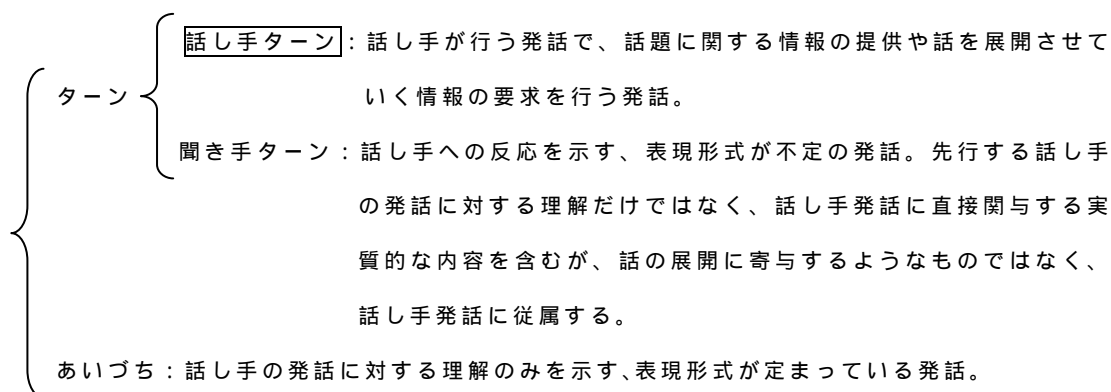 話し手ターン：話し手が行う発話で、話題に関する情報の提供や話を展開させて
ターン
いく情報の要求を行う発話。
聞き手ターン：話し手への反応を示す、表現形式が不定の発話。先行する話し手
の発話に対する理解だけではなく、話し手発話に直接関与する実
質的な内容を含むが、話の展開に寄与するようなものではなく、
話し手発話に従属する。
あいづち：話し手の発話に対する理解のみを示す、表現形式が定まっている発話。